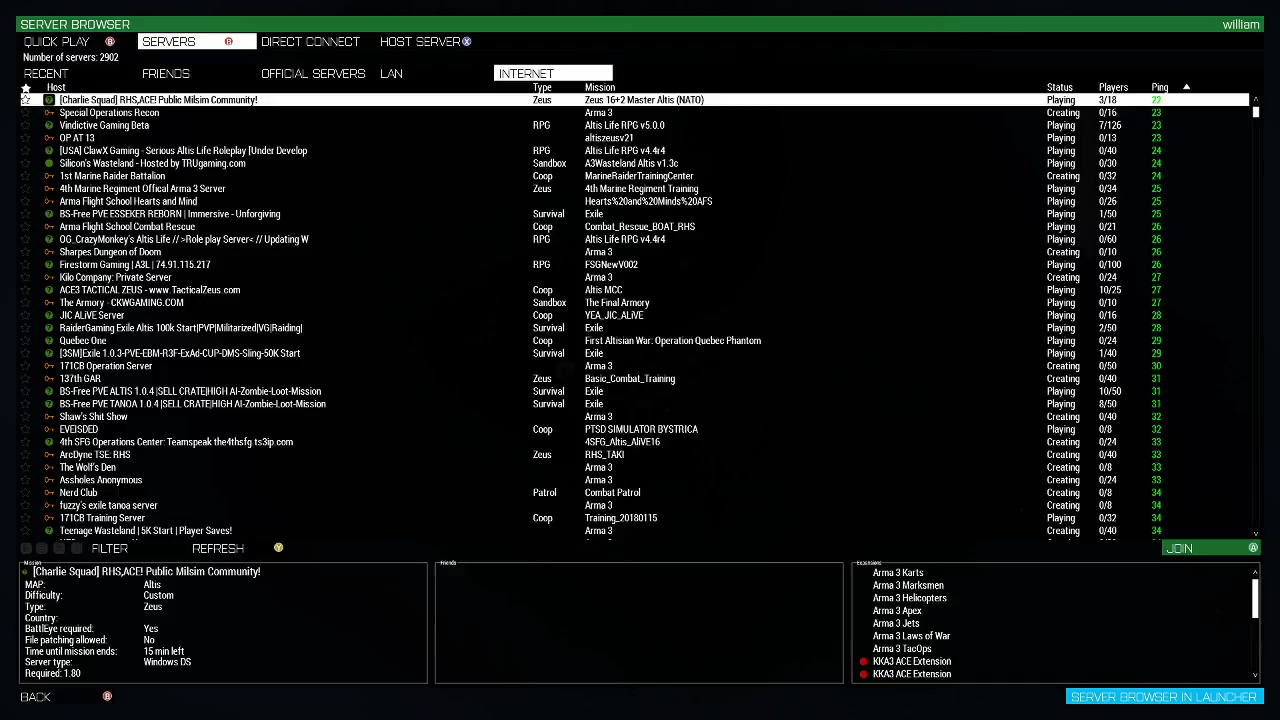 SERVER BROWSER william
QUICK PLAY B SERVERS B DIRECT CONNECT HOST SERVER X
Number of servers: 2902
RECENT FRIENDS OFFICIAL SERVERS LAN INTERNET
Host Type Mission Status Players Ping
[Charlie Squad] RHS,ACE! Public Milsim Community! Zeus Zeus 16+2 Master Altis (NATO) Playing 3/18 22
Special Operations Recon Arma 3 Creating 0/16 23
Vindictive Gaming Beta RPG Altis Life RPG v5.0.0 Playing 7/126 23
OP AT 13 altiszeusv21 Playing 0/13 23
[USA] ClawX Gaming - Serious Altis Life Roleplay [Under Develop RPG Altis Life RPG v4.4r4 Playing 0/40 24
Silicon's Wasteland - Hosted by TRUgaming.com Sandbox A3Wasteland Altis v1.3c Playing 0/30 24
1st Marine Raider Battalion Coop MarineRaiderTrainingCenter Creating 0/32 24
4th Marine Regiment Offical Arma 3 Server Zeus 4th Marine Regiment Training Playing 0/34 25
Arma Flight School Hearts and Mind Hearts%20and%20Minds%20AFS Playing 0/26 25
BS-Free PVE ESSEKER REBORN | Immersive - Unforgiving Survival Exile Playing 1/50 25
Arma Flight School Combat Rescue Coop Combat_Rescue_BOAT_RHS Playing 0/21 26
OG_CrazyMonkey's Altis Life // >Role play Server< // Updating W RPG Altis Life RPG v4.4r4 Playing 0/60 26
Sharpes Dungeon of Doom Arma 3 Creating 0/10 26
Firestorm Gaming | A3L | 74.91.115.217 RPG FSGNewV002 Playing 0/100 26
Kilo Company: Private Server Arma 3 Creating 0/24 27
ACE3 TACTICAL ZEUS - www.TacticalZeus.com Coop Altis MCC Playing 10/25 27
The Armory - CKWGAMING.COM Sandbox The Final Armory Playing 0/10 27
JIC ALiVE Server Coop YEA_JIC_ALiVE Playing 0/16 28
RaiderGaming Exile Altis 100k Start|PVP|Militarized|VG|Raiding| Survival Exile Playing 2/50 28
Quebec One Coop First Altisian War: Operation Quebec Phantom Playing 0/24 29
[3SM]Exile 1.0.3-PVE-EBM-R3F-ExAd-CUP-DMS-Sling-50K Start Survival Exile Playing 1/40 29
171CB Operation Server Arma 3 Creating 0/50 30
137th GAR Zeus Basic_Combat_Training Creating 0/40 31
BS-Free PVE ALTIS 1.0.4 |SELL CRATE|HIGH AI-Zombie-Loot-Mission Survival Exile Playing 10/50 31
BS-Free PVE TANOA 1.0.4 |SELL CRATE|HIGH AI-Zombie-Loot-Mission Survival Exile Playing 8/50 31
Shaw's Shit Show Arma 3 Creating 0/40 32
EVEISDED Coop PTSD SIMULATOR BYSTRICA Playing 0/8 32
4th SFG Operations Center: Teamspeak the4thsfg.ts3ip.com 4SFG_Altis_AliVE16 Creating 0/24 33
ArcDyne TSE: RHS Zeus RHS_TAKI Creating 0/40 33
The Wolf's Den Arma 3 Creating 0/8 33
Assholes Anonymous Arma 3 Creating 0/24 33
Nerd Club Patrol Combat Patrol Creating 0/8 34
fuzzy's exile tanoa server Arma 3 Creating 0/8 34
171CB Training Server Coop Training_20180115 Playing 0/32 34
Teenage Wasteland | 5K Start | Player Saves! Arma 3 Creating 0/40 34
FILTER REFRESH Y JOIN A
Mission Friends Expansions
[Charlie Squad] RHS,ACE! Public Milsim Community!
MAP: Altis
Difficulty: Custom
Type: Zeus
Country:
BattlEye required: Yes
File patching allowed: No
Time until mission ends: 15 min left
Server type: Windows DS
Required: 1.80
Arma 3 Karts
Arma 3 Marksmen
Arma 3 Helicopters
Arma 3 Apex
Arma 3 Jets
Arma 3 Laws of War
Arma 3 TacOps
KKA3 ACE Extension
KKA3 ACE Extension
BACK B SERVER BROWSER IN LAUNCHER